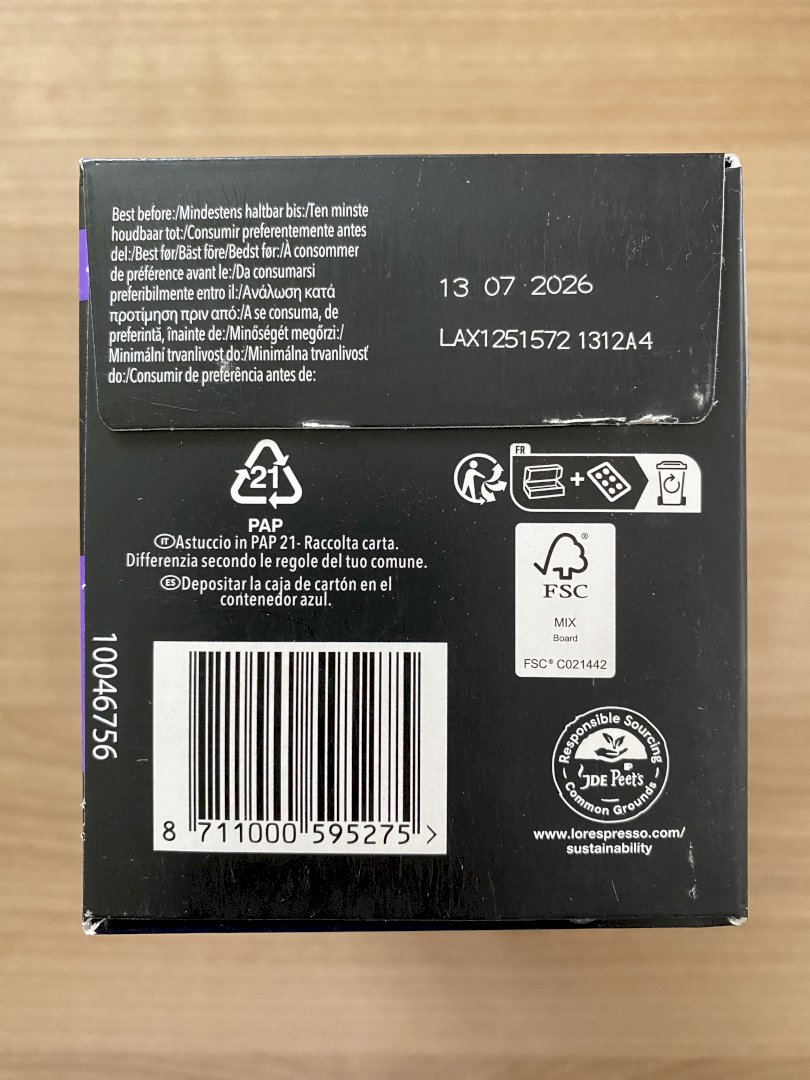 Best before:/Mindestens haltbar bis:/Ten minste
houdbaar tot:/Consumir preferentemente antes
del:/Best før/Bäst före/Bedst før:/À consommer
de préférence avant le:/Da consumarsi
preferibilmente entro il:/Ανάλωση κατά
προτίμηση πριν από:/A se consuma, de
preferintă, înainte de:/Minőségét megőrzi:/
Minimální trvanlivost do:/Minimálna trvanlivosť
do:/Consumir de preferência antes de:
13 07 2026
LAX1251572 1312A4
21
PAP
IT Astuccio in PAP 21- Raccolta carta.
Differenzia secondo le regole del tuo comune.
ES Depositar la caja de cartón en el
contenedor azul.
FR
+
FSC®
MIX
Board
FSC® C021442
10046756
8 711000 595275 >
Responsible Sourcing
JDE Peet's
Common Grounds
www.lorespresso.com/
sustainability